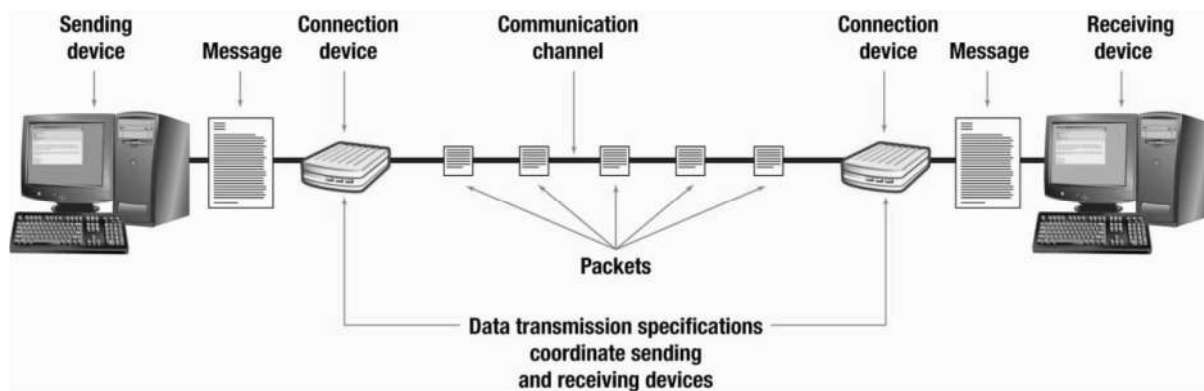 Sending
device
Message
Connection
device
Communication
channel
Connection
device
Message
Receiving
device
Packets
Data transmission specifications
coordinate sending
and receiving devices